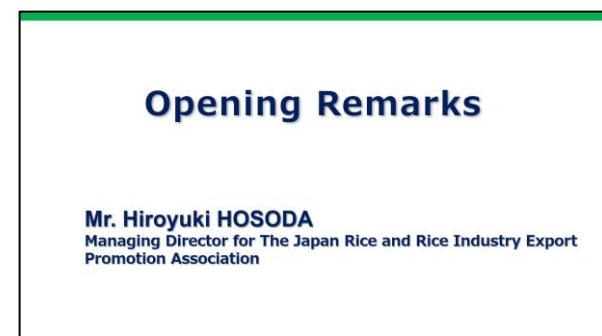 Opening Remarks
Mr. Hiroyuki HOSODA
Managing Director for The Japan Rice and Rice Industry Export
Promotion Association